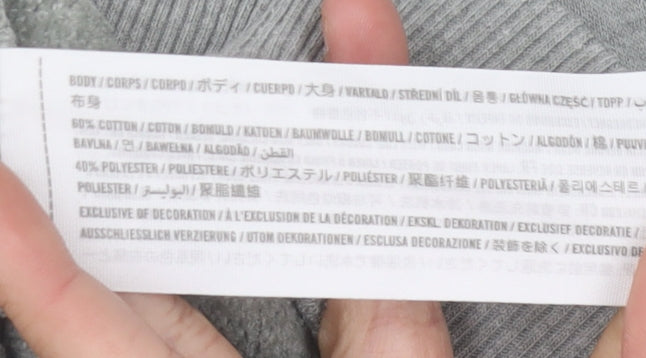 BODY / CORPS / CORPO / ボディ / CUERPO / 大身 / VARTALO / STŘEDNÍ DÍL / 몸통 / GŁÓWNA CZĘŚĆ / TOPP /
布身
60% COTTON / COTON / BOMULD / KATOEN / BAUMWOLLE / BOMULL / COTONE / コットン / ALGODÓN / 棉 /
BAVLNA / 면 / BAWEŁNA / ALGODÃO / القطن
40% POLYESTER / POLIESTERE / ポリエステル / POLIÉSTER / 聚酯纤维 / POLYESTERIÄ / 폴리에스테르 /
POLIESTER / البوليستر / 聚脂纖維
EXCLUSIVE OF DECORATION / À L'EXCLUSION DE LA DÉCORATION / EKSKL. DEKORATION / EXCLUSIEF DECORATIE /
AUSSCHLIESSLICH VERZIERUNG / UTOM DEKORATIONEN / ESCLUSA DECORAZIONE / 装飾を除く / EXCLUSIVO DE